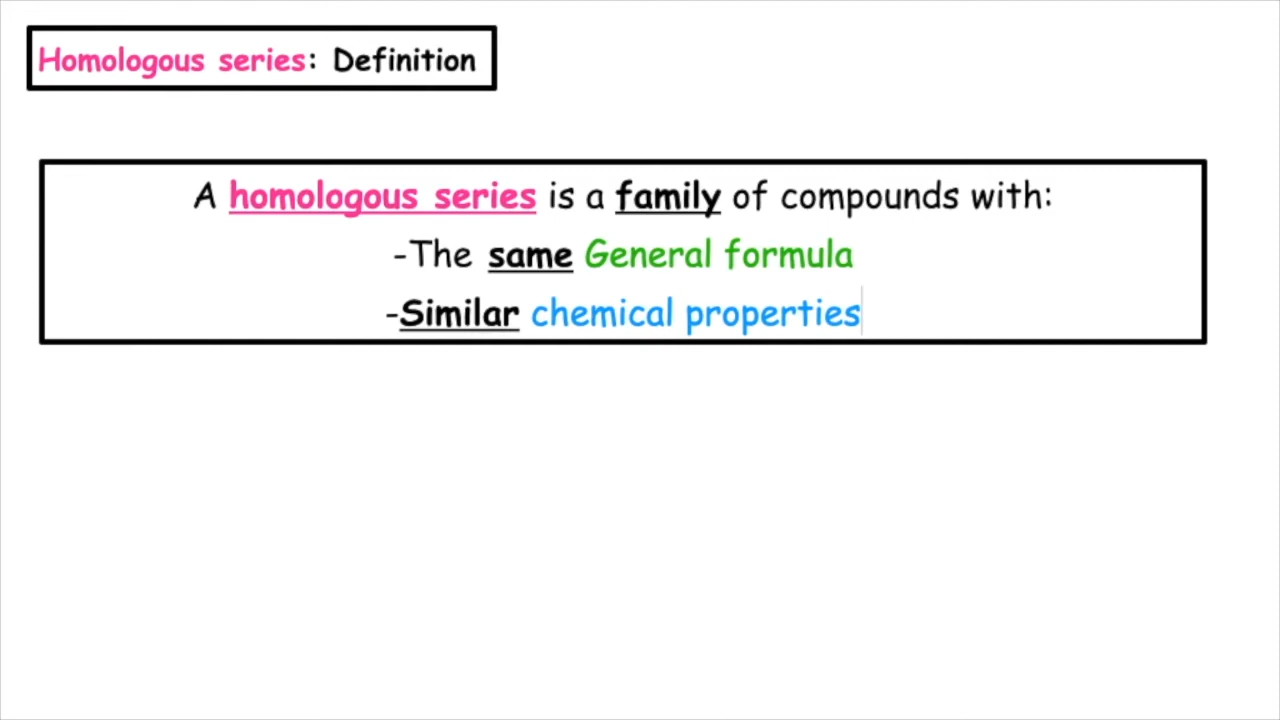 Homologous series: Definition
A homologous series is a family of compounds with:
-The same General formula
-Similar chemical properties